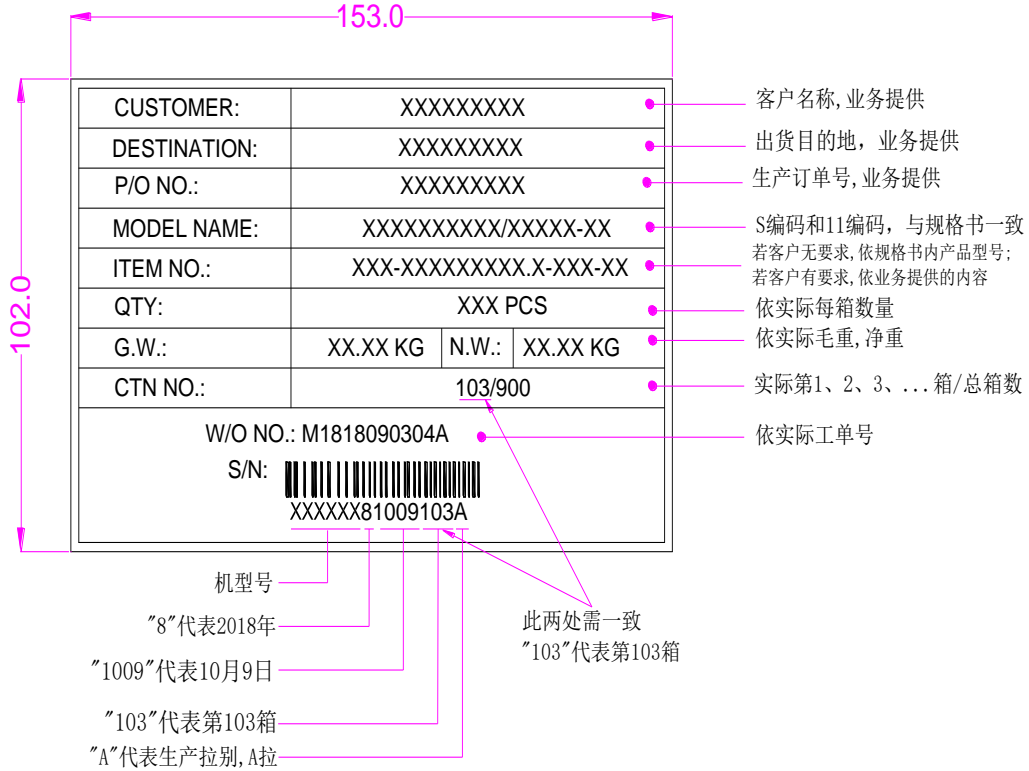 153.0
102.0
CUSTOMER: XXXXXXXXX 客户名称,业务提供
DESTINATION: XXXXXXXXX 出货目的地，业务提供
P/O NO.: XXXXXXXXX 生产订单号,业务提供
MODEL NAME: XXXXXXXXXX/XXXXX-XX S编码和11编码，与规格书一致
ITEM NO.: XXX-XXXXXXXXX.X-XXX-XX 若客户无要求,依规格书内产品型号;
若客户有要求,依业务提供的内容
QTY: XXX PCS 依实际每箱数量
G.W.: XX.XX KG N.W.: XX.XX KG 依实际毛重,净重
CTN NO.: 103/900 实际第1、2、3、...箱/总箱数
W/O NO.: M1818090304A 依实际工单号
S/N:
XXXXXX81009103A
机型号
"8"代表2018年
"1009"代表10月9日
"103"代表第103箱
"A"代表生产拉别,A拉
此两处需一致
"103"代表第103箱